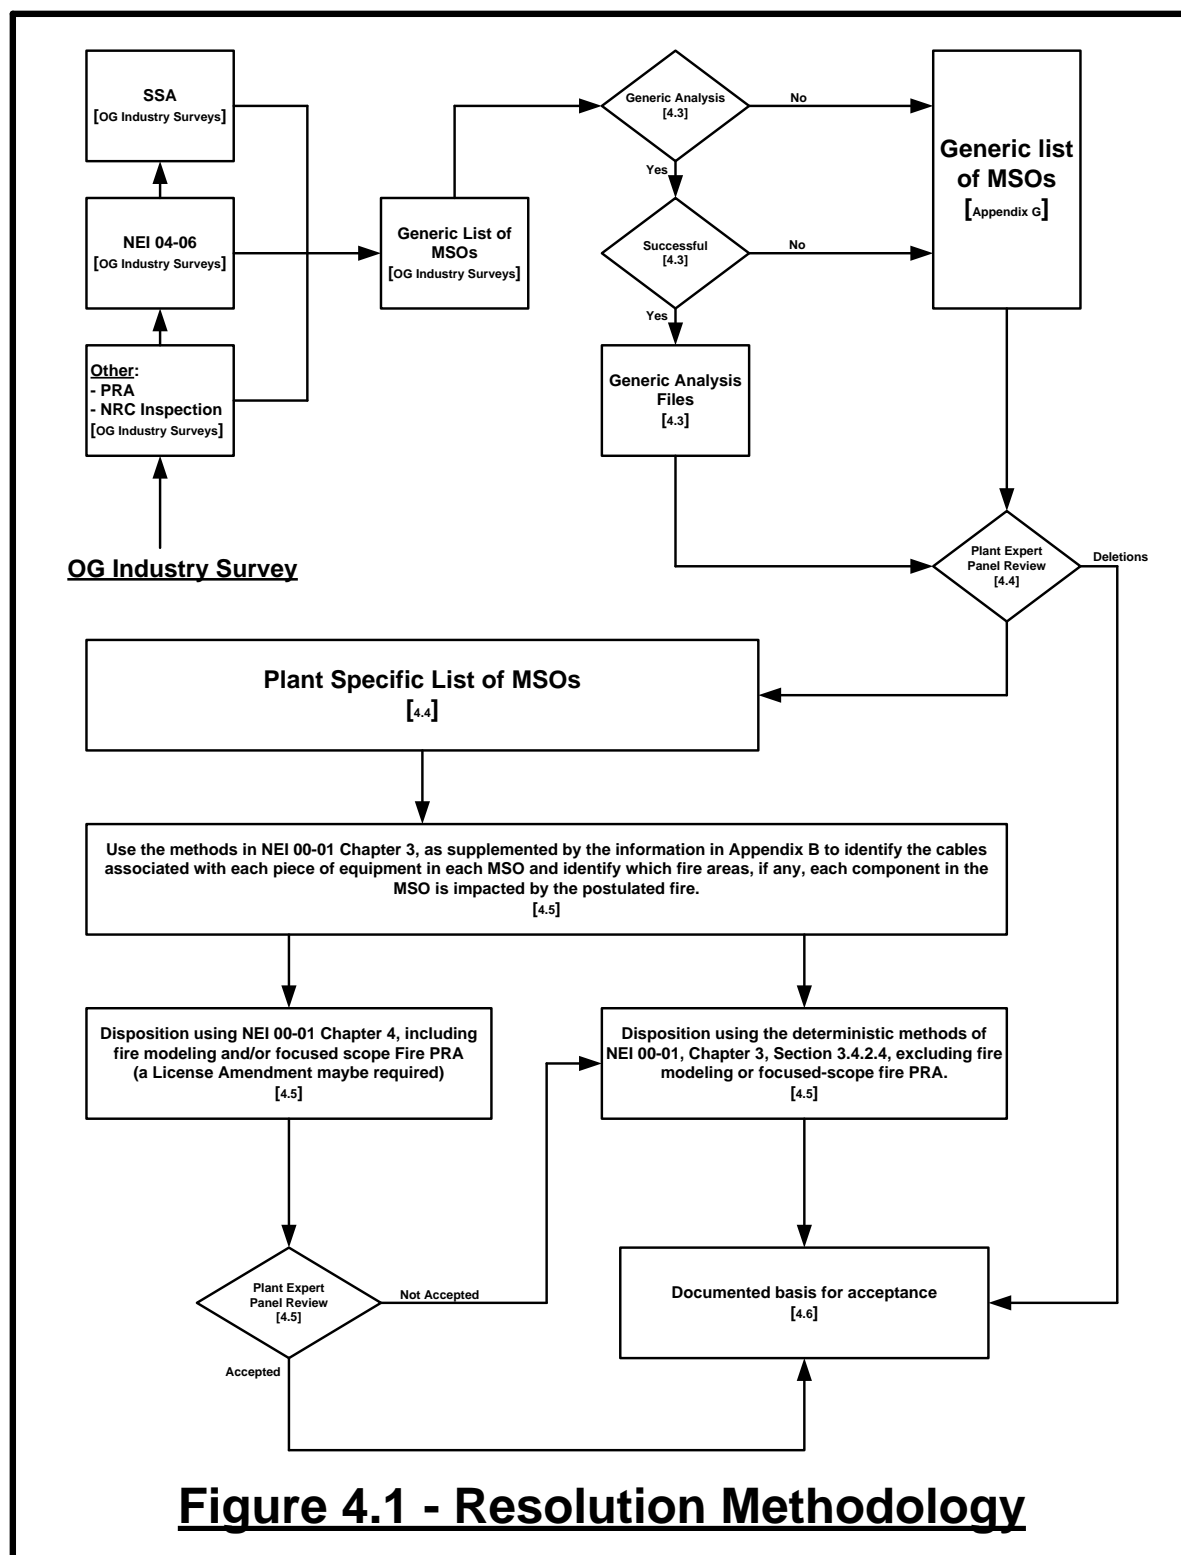 SSA
[OG Industry Surveys]
NEI 04-06
[OG Industry Surveys]
Other:
- PRA
- NRC Inspection
[OG Industry Surveys]
OG Industry Survey
Generic List of
MSOs
[OG Industry Surveys]
Generic Analysis
[4.3]
No
Yes
Successful
[4.3]
No
Yes
Generic Analysis
Files
[4.3]
Generic list
of MSOs
[Appendix G]
Plant Expert
Panel Review
[4.4]
Deletions
Plant Specific List of MSOs
[4.4]
Use the methods in NEI 00-01 Chapter 3, as supplemented by the information in Appendix B to identify the cables
associated with each piece of equipment in each MSO and identify which fire areas, if any, each component in the
MSO is impacted by the postulated fire.
[4.5]
Disposition using NEI 00-01 Chapter 4, including
fire modeling and/or focused scope Fire PRA
(a License Amendment maybe required)
[4.5]
Disposition using the deterministic methods of
NEI 00-01, Chapter 3, Section 3.4.2.4, excluding fire
modeling or focused-scope fire PRA.
[4.5]
Plant Expert
Panel Review
[4.5]
Not Accepted
Accepted
Documented basis for acceptance
[4.6]
Figure 4.1 - Resolution Methodology